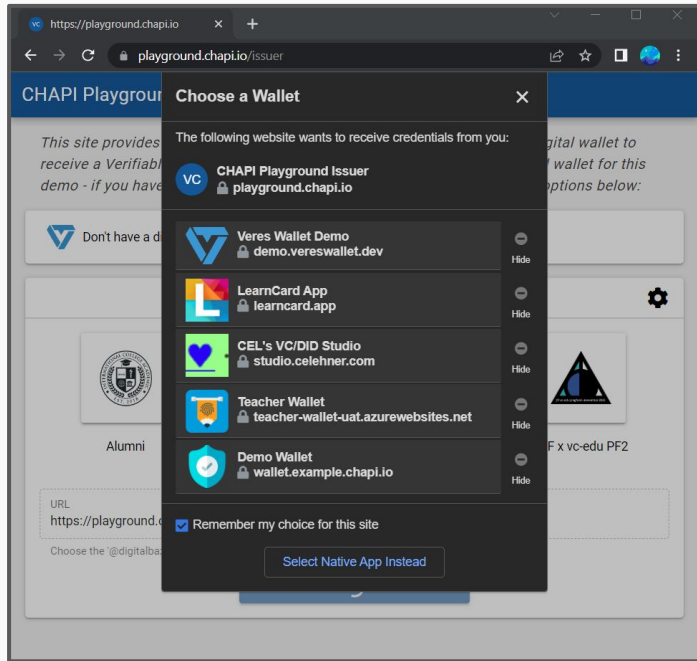 https://playground.chapi.io
playground.chapi.io/issuer
CHAPI Playgrour
This site provides
gital wallet to
receive a Verifiabl
l wallet for this
demo - if you have
options below:
Choose a Wallet
The following website wants to receive credentials from you:
VC
CHAPI Playground Issuer
playground.chapi.io
Don't have a di
Veres Wallet Demo
demo.vereswallet.dev
Hide
LearnCard App
learncard.app
Hide
CEL's VC/DID Studio
studio.celehner.com
Hide
Teacher Wallet
teacher-wallet-uat.azurewebsites.net
Hide
Demo Wallet
wallet.example.chapi.io
Hide
Alumni
F x vc-edu PF2
URL
https://playground.c
Choose the '@digitalba
Remember my choice for this site
Select Native App Instead